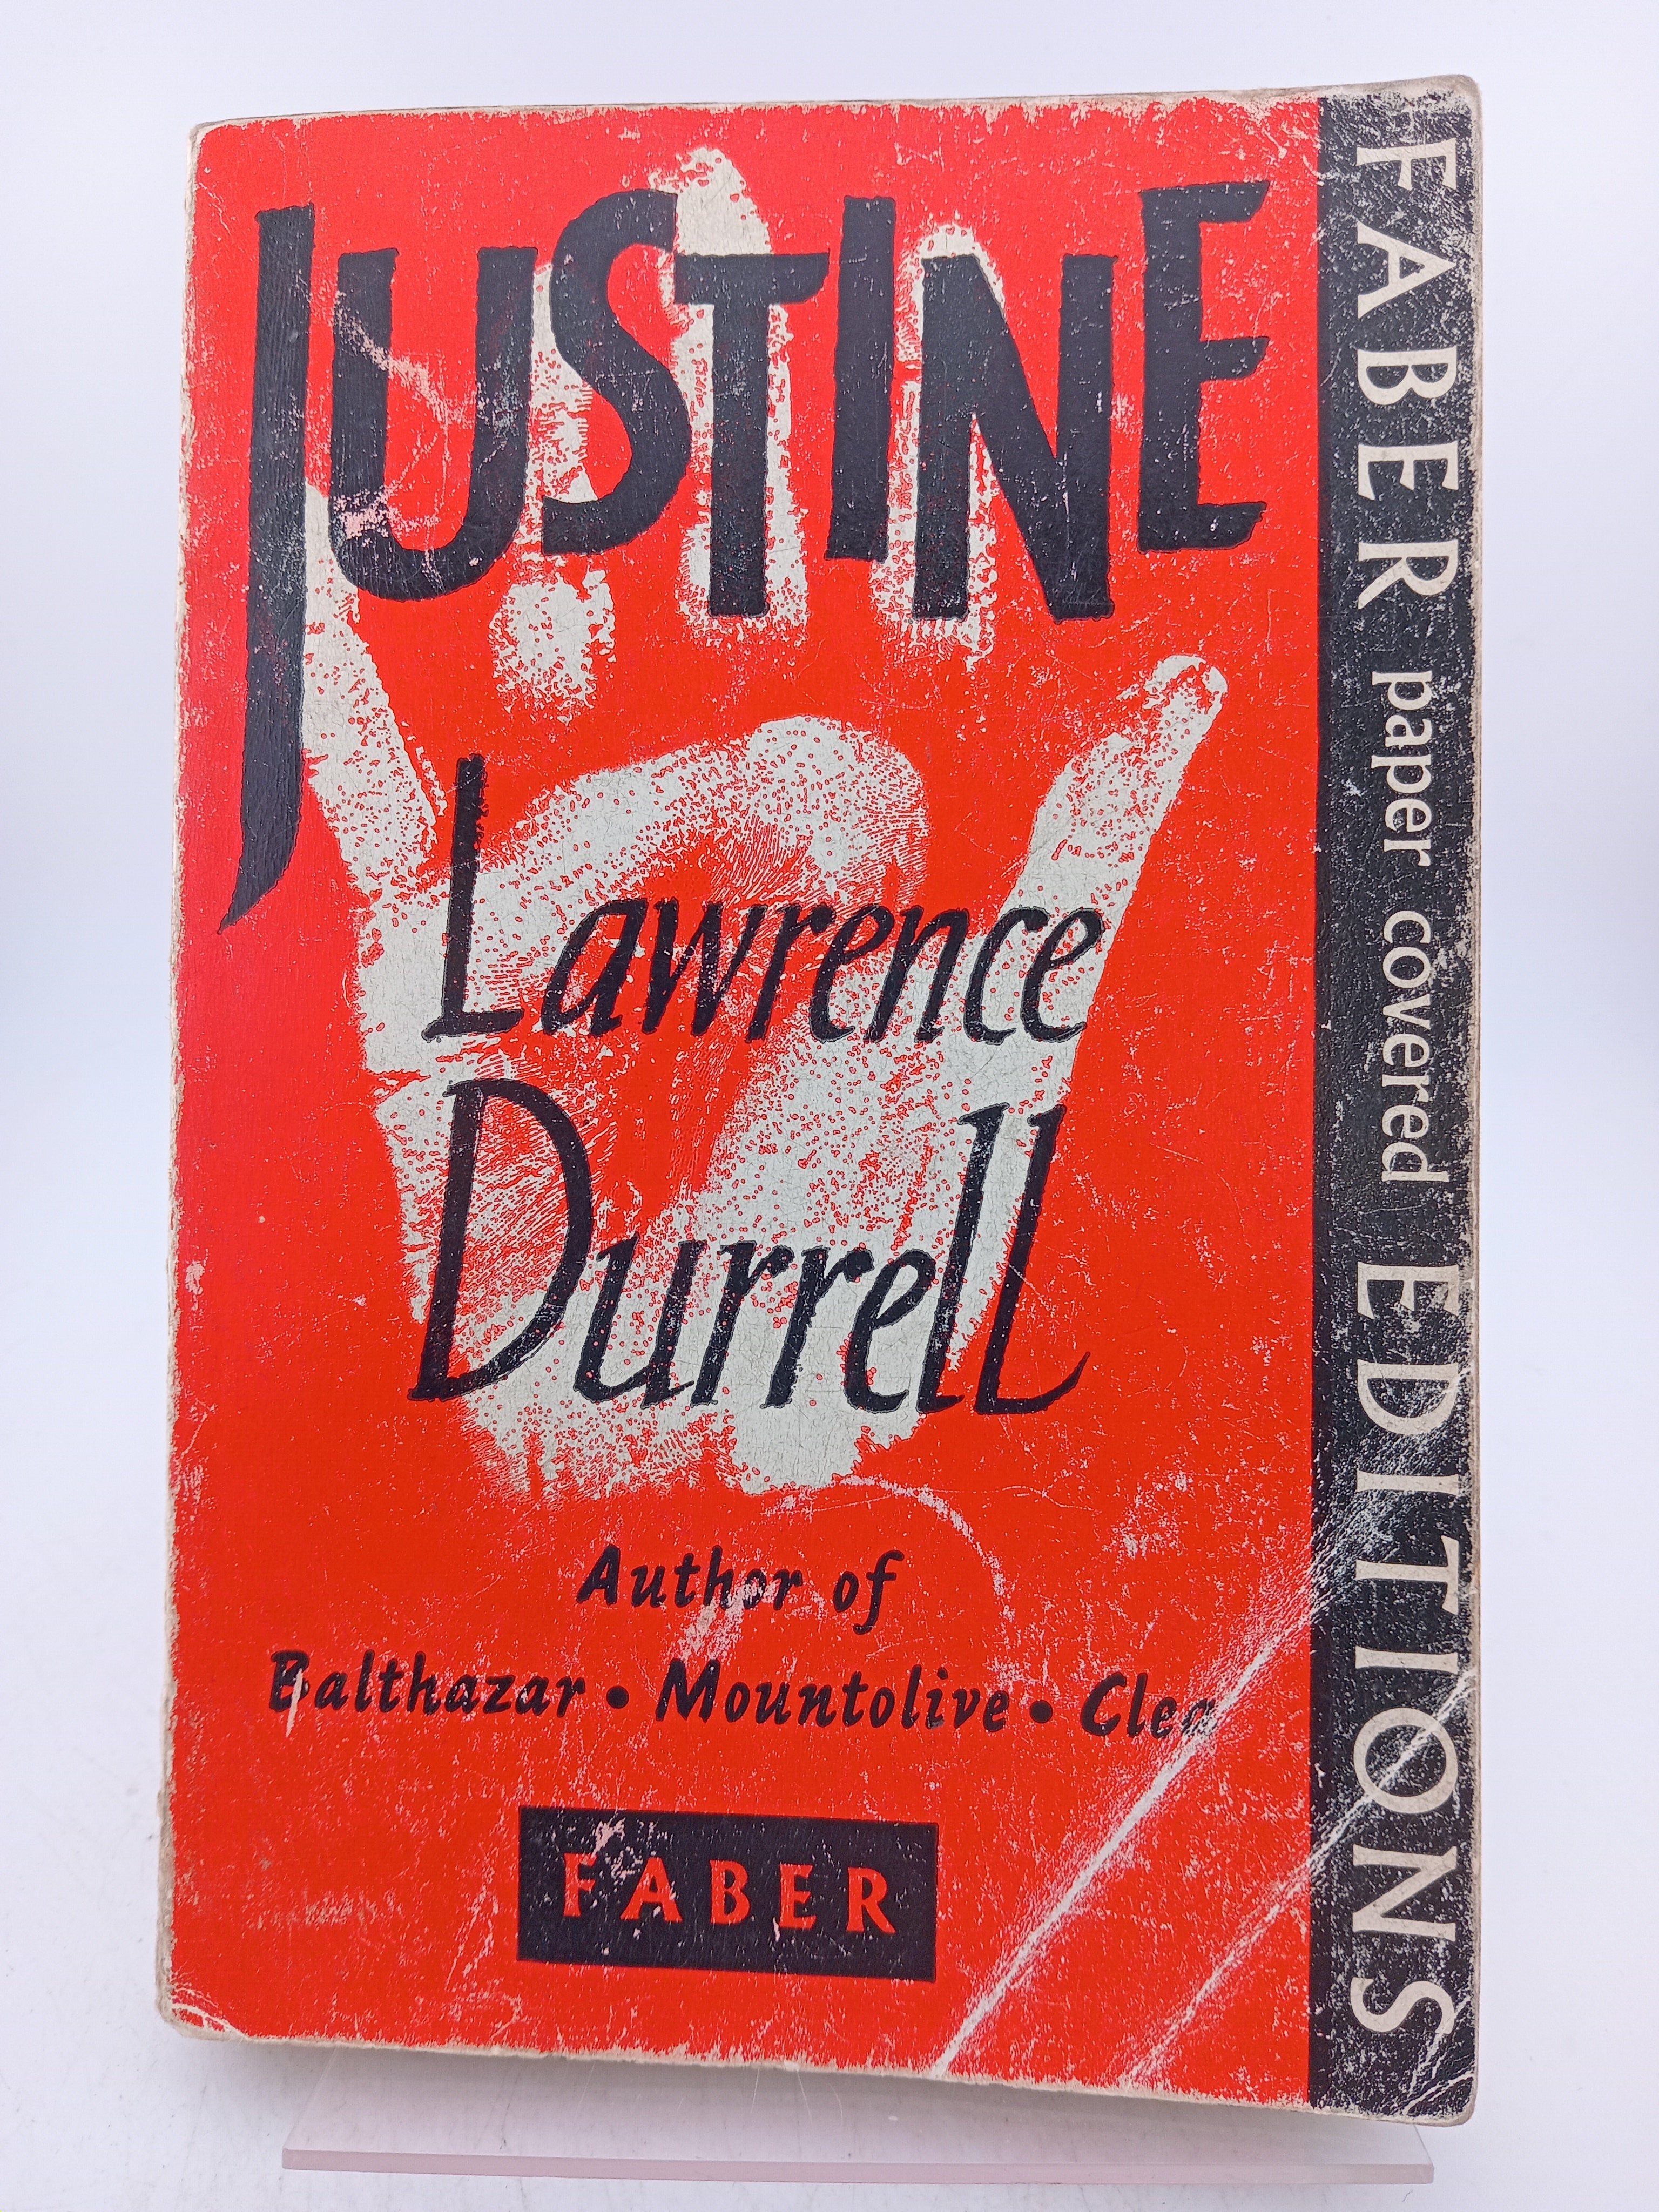 JUSTINE
Lawrence
Durrell
Author of
Balthazar • Mountolive • Clea
FABER
FABER paper covered EDITIONS